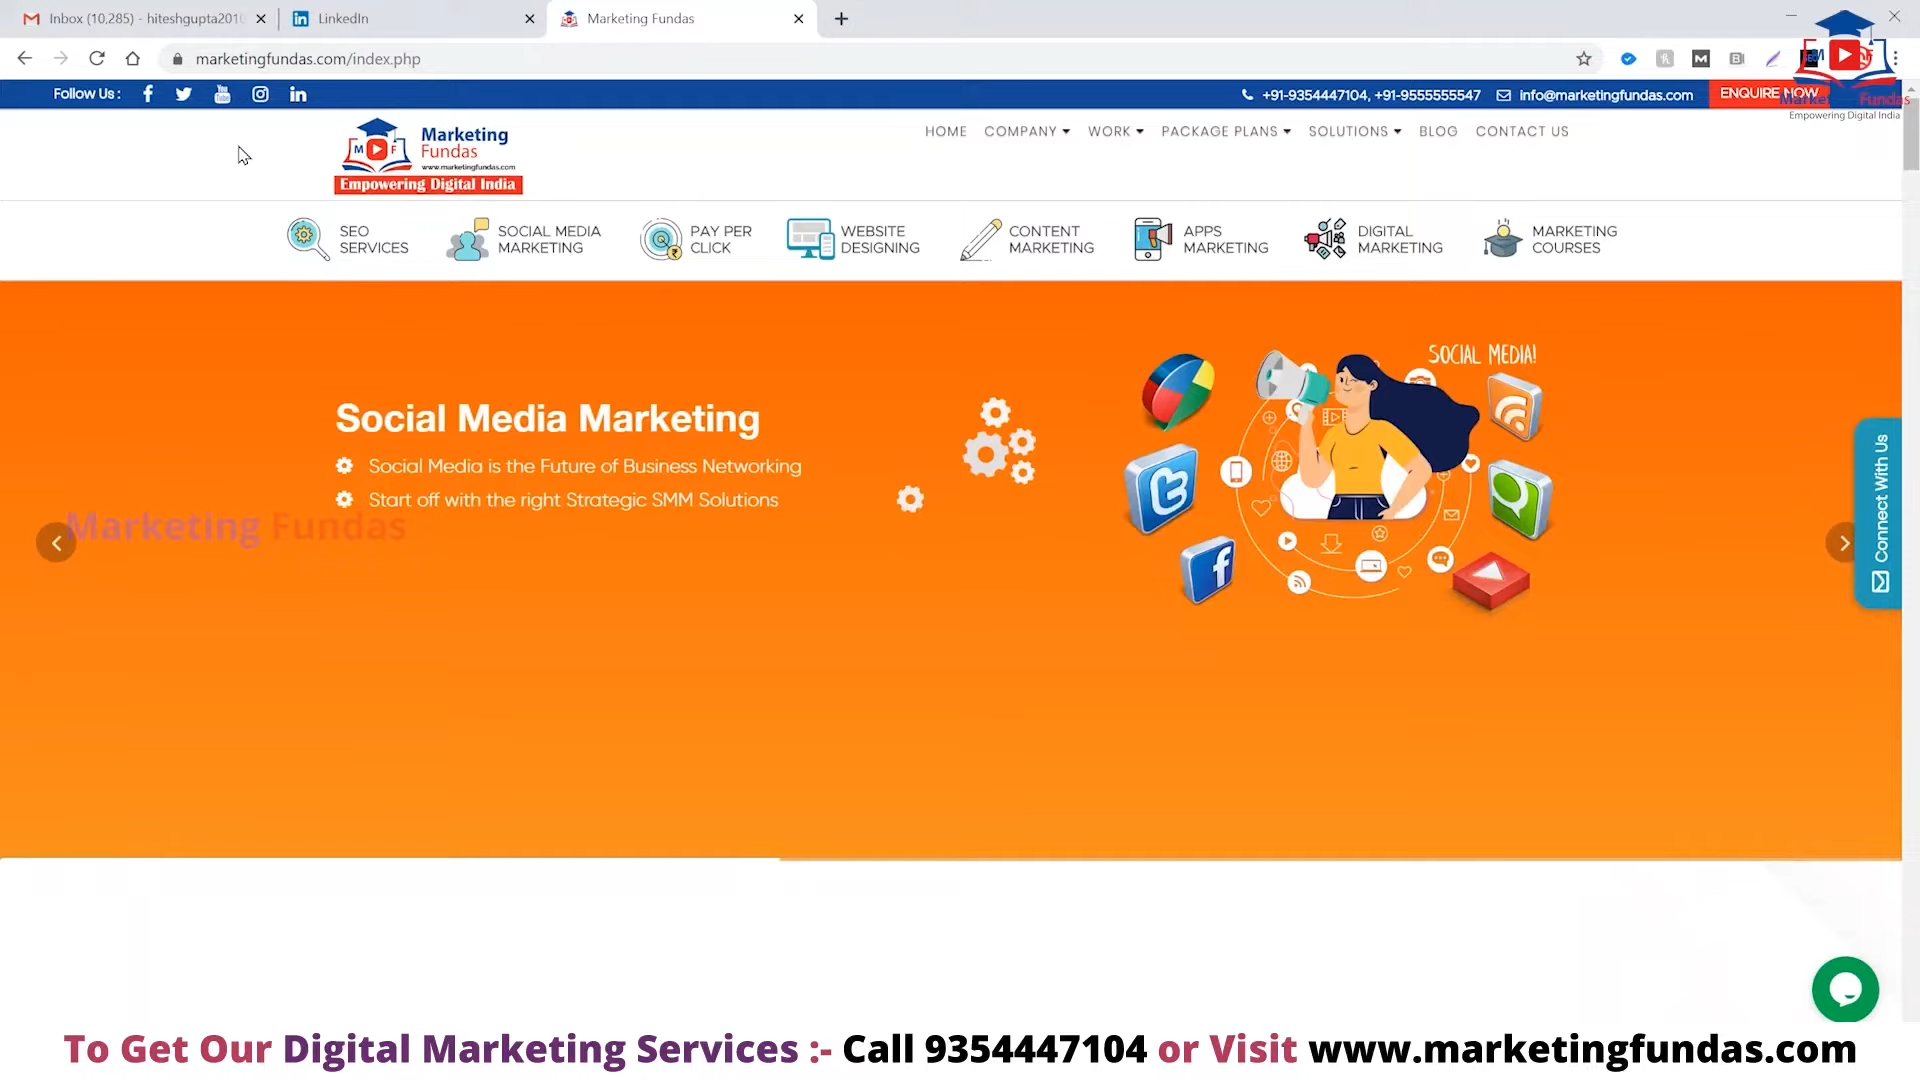 Inbox (10,285) - hiteshgupta2010
LinkedIn
Marketing Fundas
marketingfundas.com/index.php
Follow Us :
+91-9354447104, +91-9555555547
info@marketingfundas.com
ENQUIRE NOW
Empowering Digital India
M F
Marketing
Fundas
www.marketingfundas.com
Empowering Digital India
HOME COMPANY WORK PACKAGE PLANS SOLUTIONS BLOG CONTACT US
SEO
SERVICES
SOCIAL MEDIA
MARKETING
PAY PER
CLICK
WEBSITE
DESIGNING
CONTENT
MARKETING
APPS
MARKETING
DIGITAL
MARKETING
MARKETING
COURSES
SOCIAL MEDIA!
Social Media Marketing
Social Media is the Future of Business Networking
Start off with the right Strategic SMM Solutions
Marketing Fundas
Connect With Us
To Get Our Digital Marketing Services :- Call 9354447104 or Visit www.marketingfundas.com